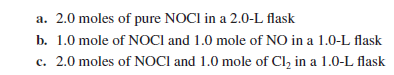 a. 2.0 moles of pure NOCl in a 2.0-L flask
b. 1.0 mole of NOCl and 1.0 mole of NO in a 1.0-L flask
c. 2.0 moles of NOCl and 1.0 mole of Cl₂ in a 1.0-L flask